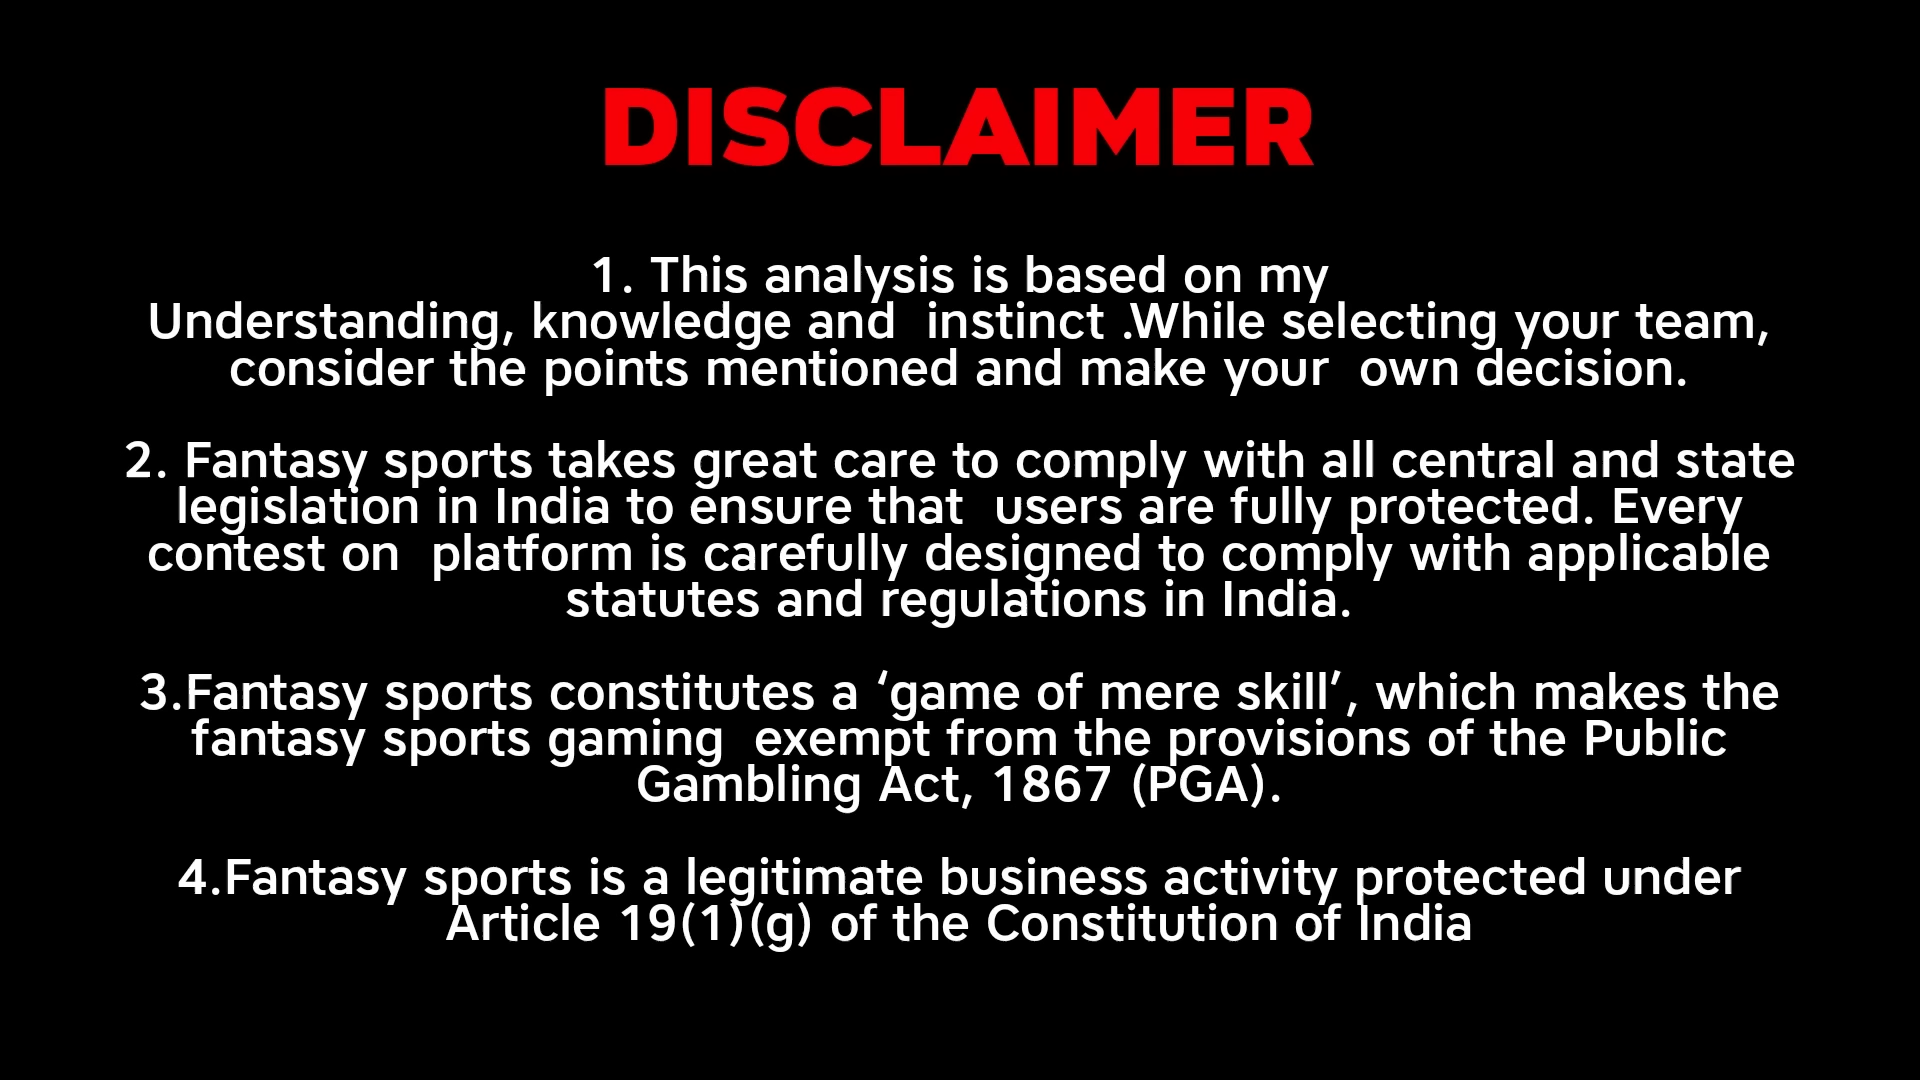 DISCLAIMER
1. This analysis is based on my
Understanding, knowledge and  instinct .While selecting your team,
consider the points mentioned and make your  own decision.
2. Fantasy sports takes great care to comply with all central and state
legislation in India to ensure that  users are fully protected. Every
contest on  platform is carefully designed to comply with applicable
statutes and regulations in India.
3.Fantasy sports constitutes a ‘game of mere skill’, which makes the
fantasy sports gaming  exempt from the provisions of the Public
Gambling Act, 1867 (PGA).
4.Fantasy sports is a legitimate business activity protected under
Article 19(1)(g) of the Constitution of India